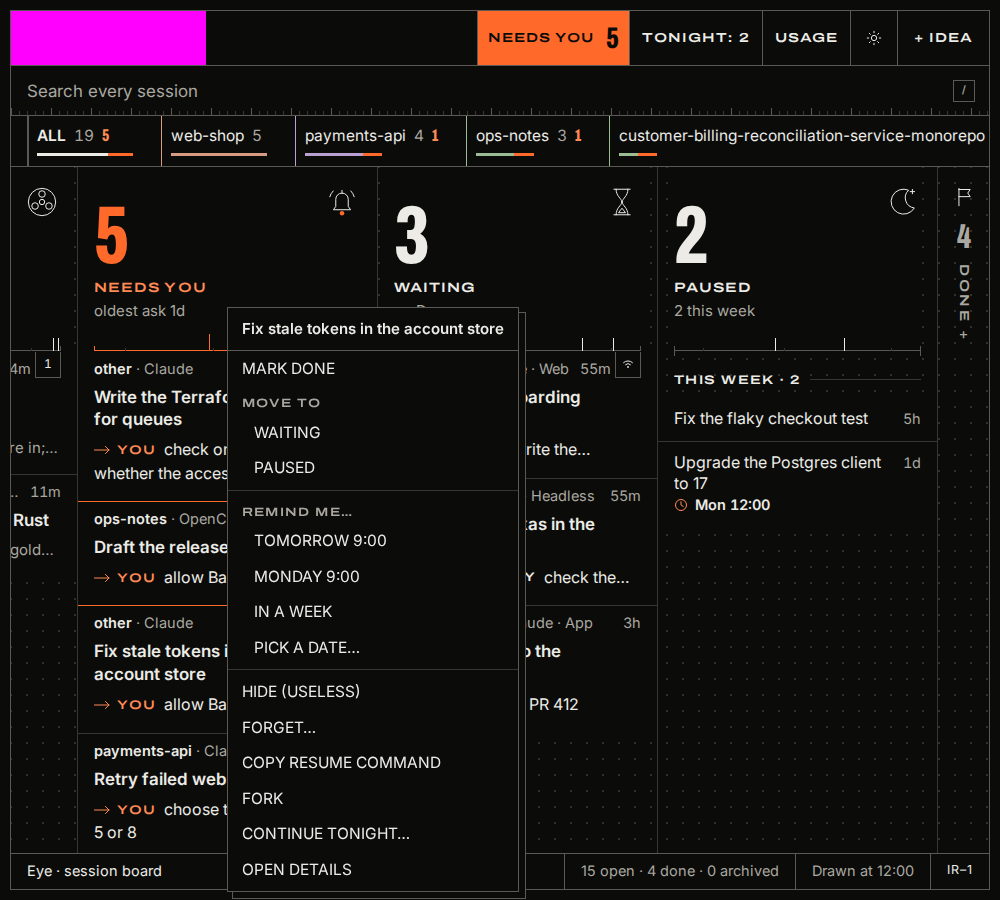 NEEDS YOU 5
TONIGHT: 2
USAGE
+ IDEA
Search every session
/
ALL 19 5
web-shop 5
payments-api 4 1
ops-notes 3 1
customer-billing-reconciliation-service-monorepo
5
NEEDS YOU
oldest ask 1d
3
WAITING
2
PAUSED
2 this week
4 DONE +
4m 1
re in;...
.. 11m
Rust
gold...
other · Claude
Write the Terrafo
for queues
→ YOU check or
whether the acces
ops-notes · OpenC
Draft the release
→ YOU allow Ba
other · Claude
Fix stale tokens i
account store
→ YOU allow Ba
payments-api · Cla
Retry failed web
→ YOU choose t
5 or 8
Fix stale tokens in the account store
MARK DONE
MOVE TO
WAITING
PAUSED
REMIND ME...
TOMORROW 9:00
MONDAY 9:00
IN A WEEK
PICK A DATE...
HIDE (USELESS)
FORGET...
COPY RESUME COMMAND
FORK
CONTINUE TONIGHT...
OPEN DETAILS
· Web 55m
arding
rite the...
Headless 55m
as in the
Y check the...
ude · App 3h
the
PR 412
THIS WEEK · 2
Fix the flaky checkout test 5h
Upgrade the Postgres client 1d
to 17
Mon 12:00
Eye · session board
15 open · 4 done · 0 archived
Drawn at 12:00
IR–1